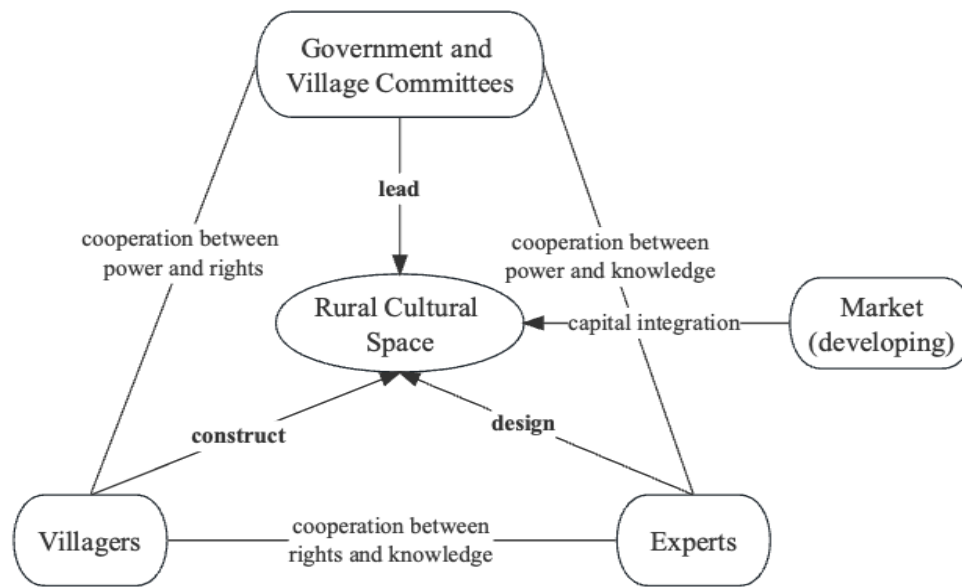 Government and
Village Committees
lead
cooperation between
power and rights
cooperation between
power and knowledge
Rural Cultural
Space
capital integration
Market
(developing)
construct
design
Villagers
cooperation between
rights and knowledge
Experts